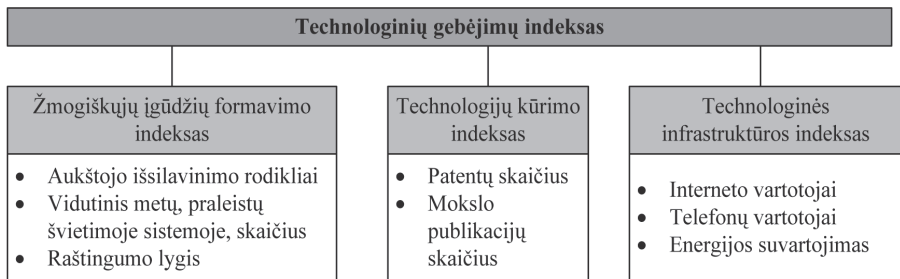 Technologinių gebėjimų indeksas
Žmogiškųjų įgūdžių formavimo
indeksas
• Aukštojo išsilavinimo rodikliai
• Vidutinis metų, praleistų
švietimoje sistemoje, skaičius
• Raštingumo lygis
Technologijų kūrimo
indeksas
• Patentų skaičius
• Mokslo
publikacijų
skaičius
Technologinės
infrastruktūros indeksas
• Interneto vartotojai
• Telefonų vartotojai
• Energijos suvartojimas